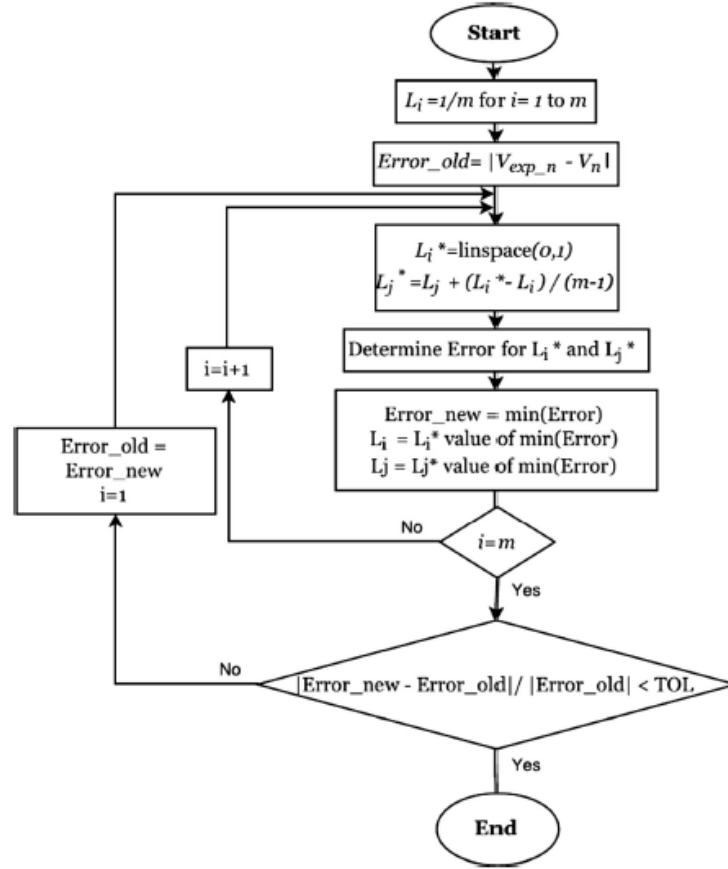 Start
L_i =1/m for i= 1 to m
Error_old= |V_exp_n - V_n|
L_i *=linspace(0,1)
L_j * =L_j + (L_i *- L_i ) / (m-1)
Determine Error for L_i * and L_j *
i=i+1
Error_new = min(Error)
L_i = L_i* value of min(Error)
Lj = Lj* value of min(Error)
Error_old =
Error_new
i=1
No
i=m
Yes
No
|Error_new - Error_old|/ |Error_old| < TOL
Yes
End